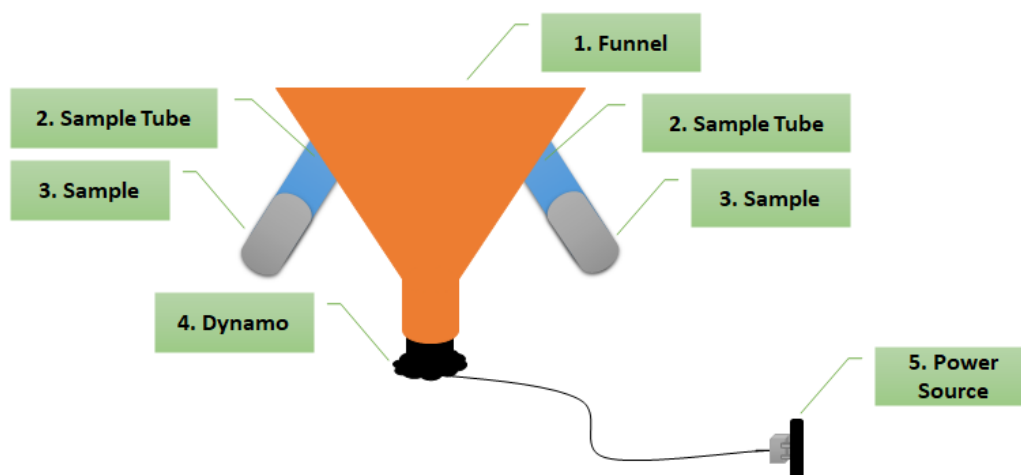 1. Funnel
2. Sample Tube
2. Sample Tube
3. Sample
3. Sample
4. Dynamo
5. Power
Source